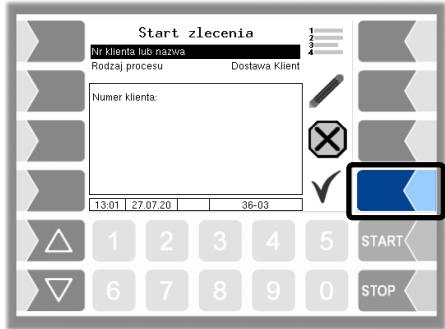 Start zlecenia
1
2
3
4
Nr klienta lub nazwa
Rodzaj procesu Dostawa Klient
Numer klienta:
13:01 27.07.20 36-03
1 2 3 4 5 START
6 7 8 9 0 STOP